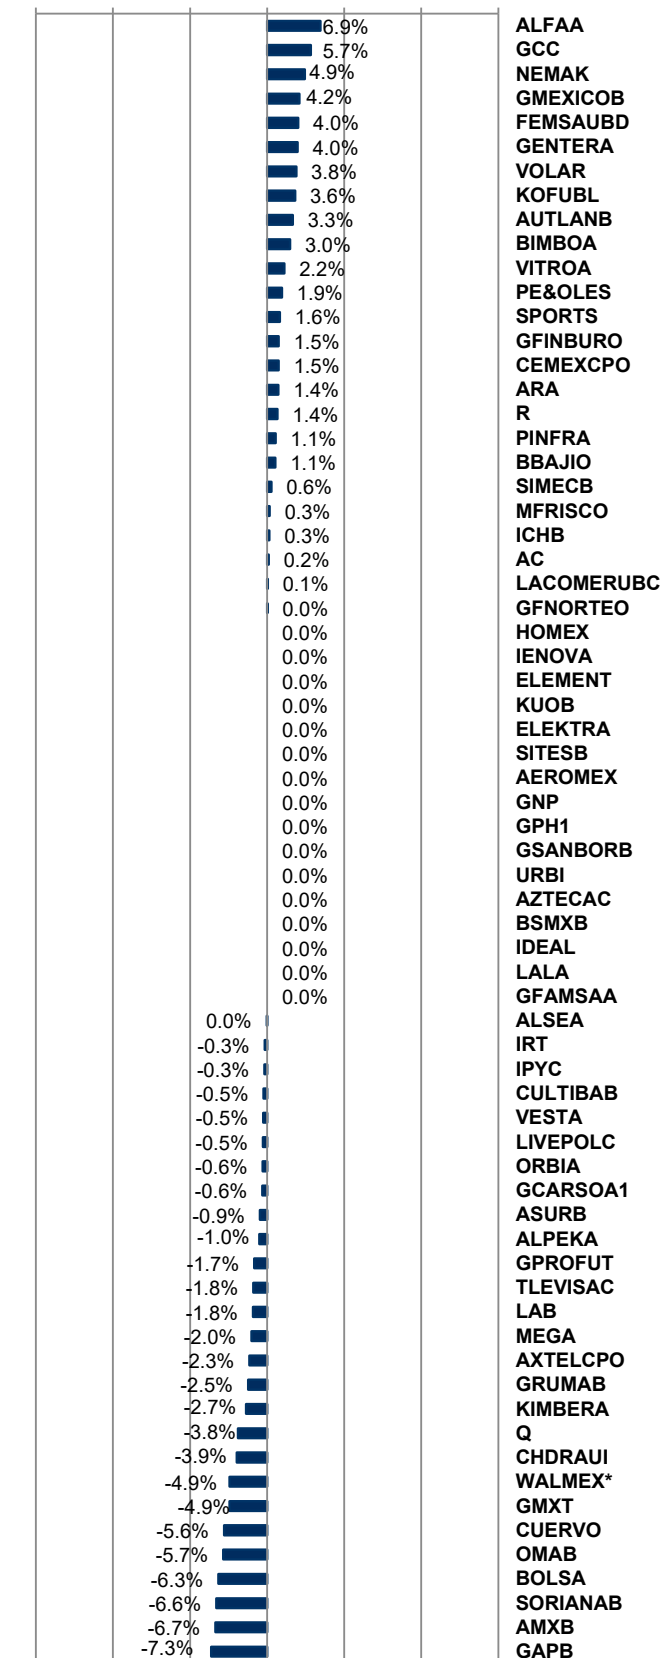 6.9% ALFAA
5.7% GCC
4.9% NEMAK
4.2% GMEXICOB
4.0% FEMSAUBD
4.0% GENTERA
3.8% VOLAR
3.6% KOFUBL
3.3% AUTLANB
3.0% BIMBOA
2.2% VITROA
1.9% PE&OLES
1.6% SPORTS
1.5% GFINBURO
1.5% CEMEXCPO
1.4% ARA
1.4% R
1.1% PINFRA
1.1% BBAJIO
0.6% SIMECB
0.3% MFRISCO
0.3% ICHB
0.2% AC
0.1% LACOMERUBC
0.0% GFNORTEO
0.0% HOMEX
0.0% IENOVA
0.0% ELEMENT
0.0% KUOB
0.0% ELEKTRA
0.0% SITESB
0.0% AEROMEX
0.0% GNP
0.0% GPH1
0.0% GSANBORB
0.0% URBI
0.0% AZTECAC
0.0% BSMXB
0.0% IDEAL
0.0% LALA
0.0% GFAMSAA
0.0% ALSEA
-0.3% IRT
-0.3% IPYC
-0.5% CULTIBAB
-0.5% VESTA
-0.5% LIVEPOLC
-0.6% ORBIA
-0.6% GCARSOA1
-0.9% ASURB
-1.0% ALPEKA
-1.7% GPROFUT
-1.8% TLEVISAC
-1.8% LAB
-2.0% MEGA
-2.3% AXTELCPO
-2.5% GRUMAB
-2.7% KIMBERA
-3.8% Q
-3.9% CHDRAUI
-4.9% WALMEX*
-4.9% GMXT
-5.6% CUERVO
-5.7% OMAB
-6.3% BOLSA
-6.6% SORIANAB
-6.7% AMXB
-7.3% GAPB